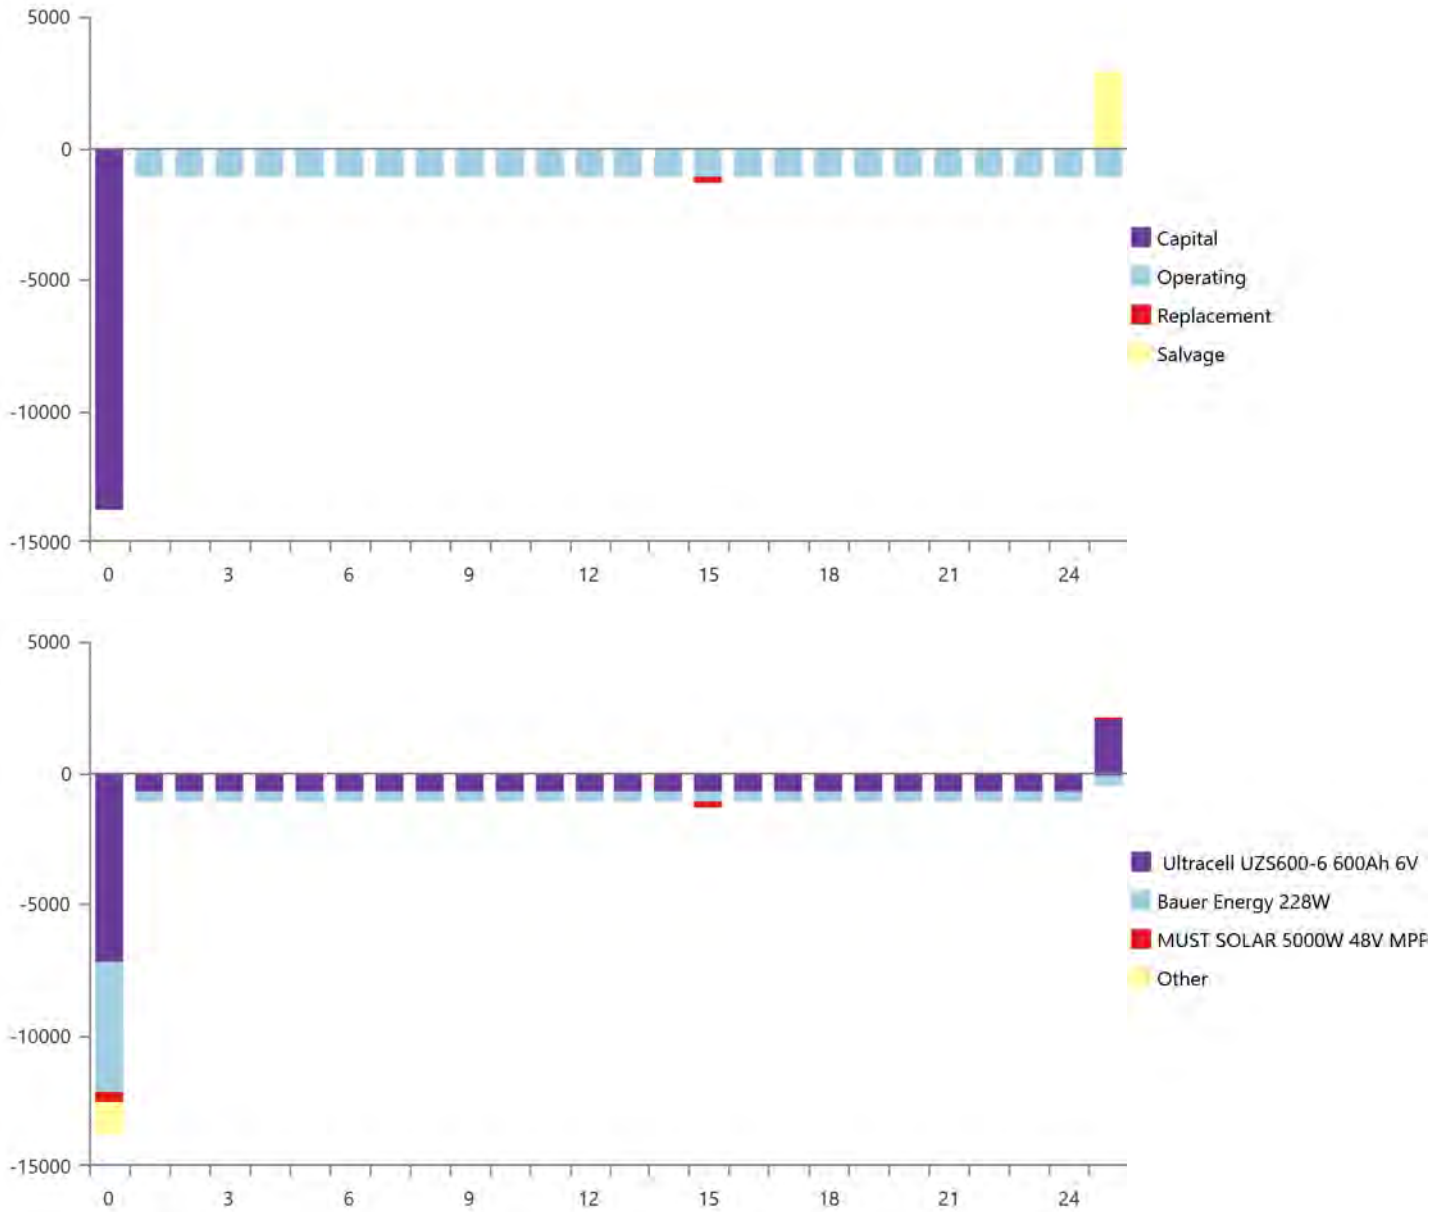 5000
0
-5000
-10000
-15000
0 3 6 9 12 15 18 21 24
Capital
Operating
Replacement
Salvage
5000
0
-5000
-10000
-15000
0 3 6 9 12 15 18 21 24
Ultracell UZS600-6 600Ah 6V
Bauer Energy 228W
MUST SOLAR 5000W 48V MPP
Other